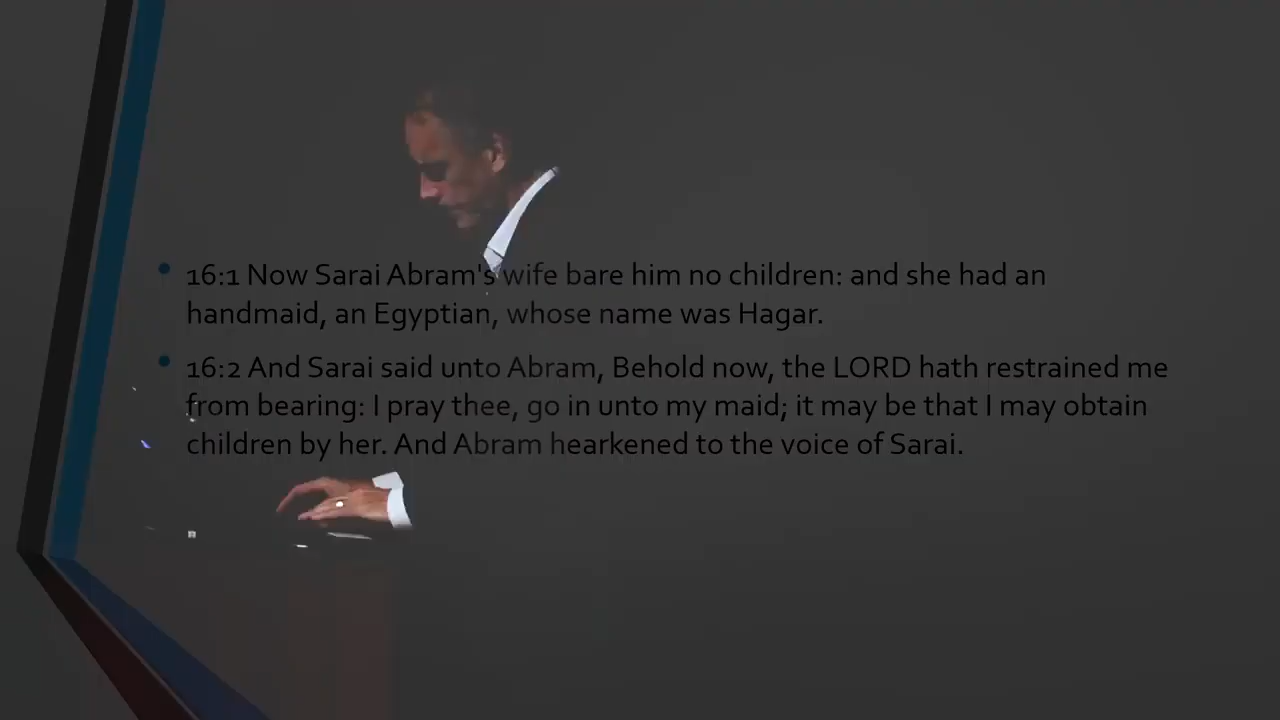 16:1 Now Sarai Abram's wife bare him no children: and she had an
handmaid, an Egyptian, whose name was Hagar.
16:2 And Sarai said unto Abram, Behold now, the LORD hath restrained me
from bearing: I pray thee, go in unto my maid; it may be that I may obtain
children by her. And Abram hearkened to the voice of Sarai.